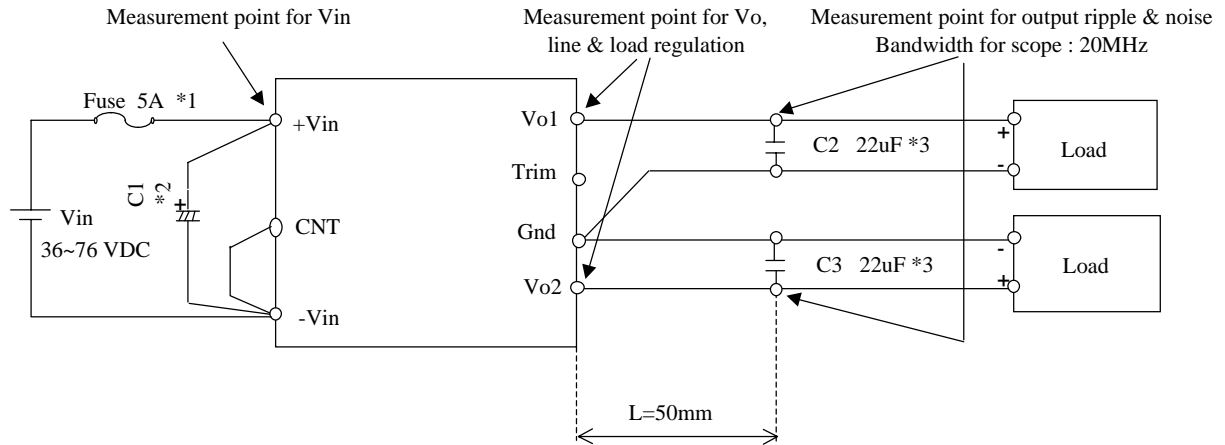 Measurement point for Vin
Measurement point for Vo,
line & load regulation
Measurement point for output ripple & noise
Bandwidth for scope : 20MHz
Fuse 5A *1
+Vin
Vo1
+
C2 22uF *3
Load
-
Trim
C1
*2
+
Vin
36~76 VDC
CNT
Gnd
-
C3 22uF *3
Load
+
Vo2
-Vin
L=50mm